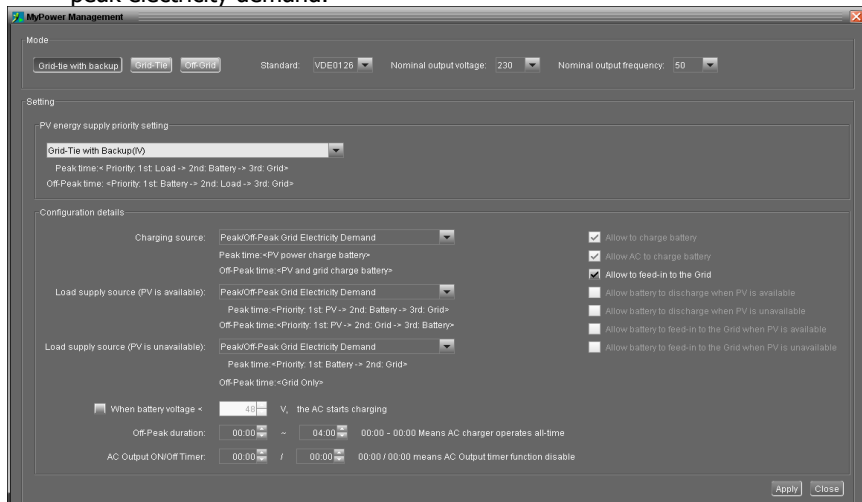 peak electricity demand.
MyPower Management
Mode
Grid-tie with backup Grid-Tie Off-Grid Standard: VDE0126 Nominal output voltage: 230 Nominal output frequency: 50
Setting
PV energy supply priority setting
Grid-Tie with Backup(IV)
Peak time:< Priority: 1st: Load -> 2nd: Battery -> 3rd: Grid>
Off-Peak time: <Priority: 1st: Battery -> 2nd: Load -> 3rd: Grid>
Configuration details
Charging source: Peak/Off-Peak Grid Electricity Demand Allow to charge battery
Peak time:<PV power charge battery> Allow AC to charge battery
Off-Peak time:<PV and grid charge battery> Allow to feed-in to the Grid
Load supply source (PV is available): Peak/Off-Peak Grid Electricity Demand Allow battery to discharge when PV is available
Peak time:<Priority: 1st: PV-> 2nd: Battery-> 3rd: Grid> Allow battery to discharge when PV is unavailable
Off-Peak time:<Priority: 1st: PV-> 2nd: Grid -> 3rd: Battery> Allow battery to feed-in to the Grid when PV is available
Load supply source (PV is unavailable): Peak/Off-Peak Grid Electricity Demand Allow battery to feed-in to the Grid when PV is unavailable
Peak time:<Priority: 1st: Battery-> 2nd: Grid>
Off-Peak time:<Grid Only>
When battery voltage < 48 V, the AC starts charging
Off-Peak duration: 00:00 ~ 04:00 00:00 - 00:00 Means AC charger operates all-time
AC Output ON/Off Timer: 00:00 / 00:00 00:00 / 00:00 means AC Output timer function disable
Apply Close